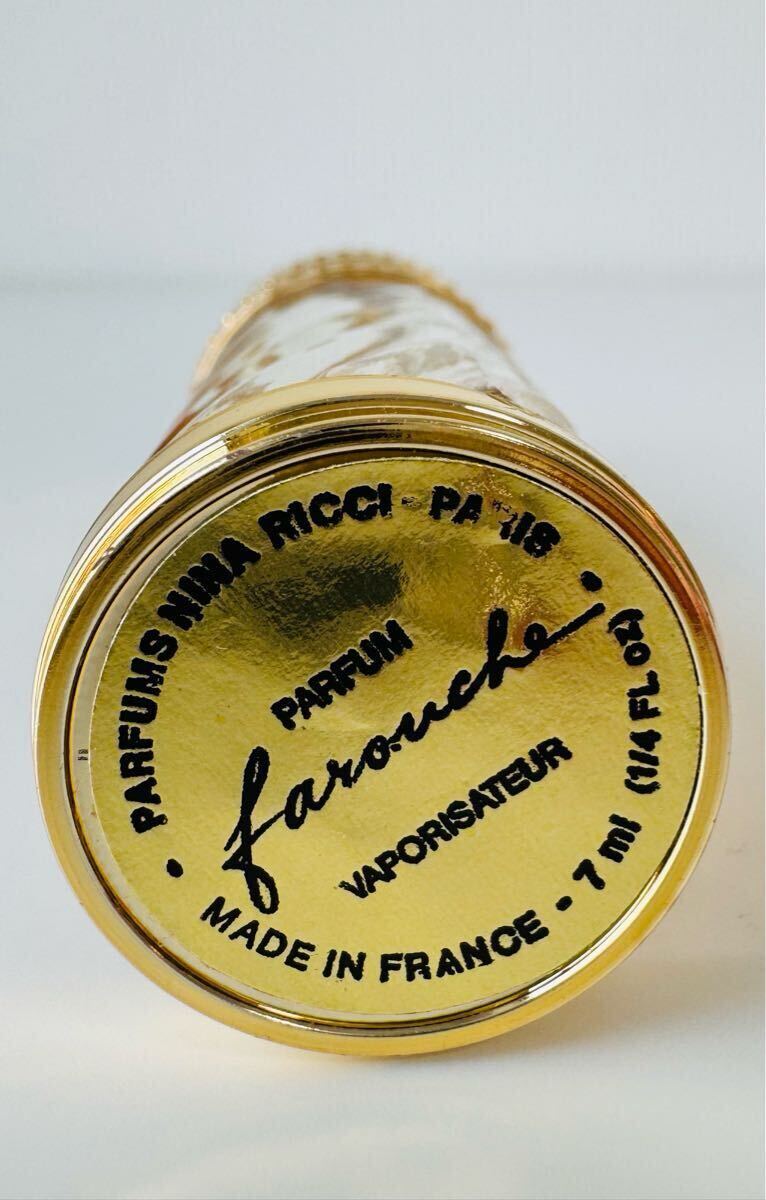 PARFUMS NINA RICCI - PARIS
PARFUM
farouche
VAPORISATEUR
MADE IN FRANCE - 7 ml (1/4 FL OZ)